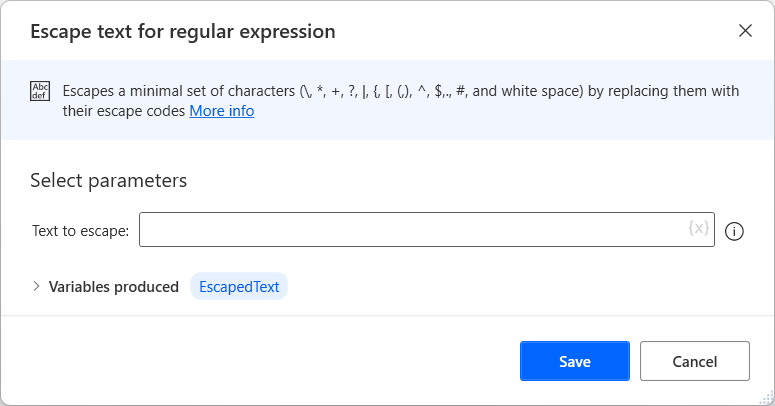 Escape text for regular expression
Abc
def
Escapes a minimal set of characters (\, *, +, ?, |, {, [, (,), ^, $,., #, and white space) by replacing them with
their escape codes More info
Select parameters
Text to escape: {x}
Variables produced EscapedText
Save Cancel